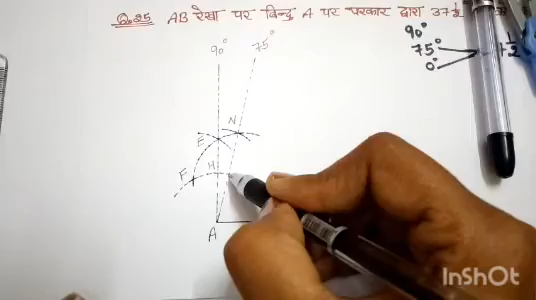 Q.25 AB रेखा पर बिन्दु A पर परकार द्वारा 37½
90°
75°
0°
½
90° 75°
N
E
H
F
A
InShOt